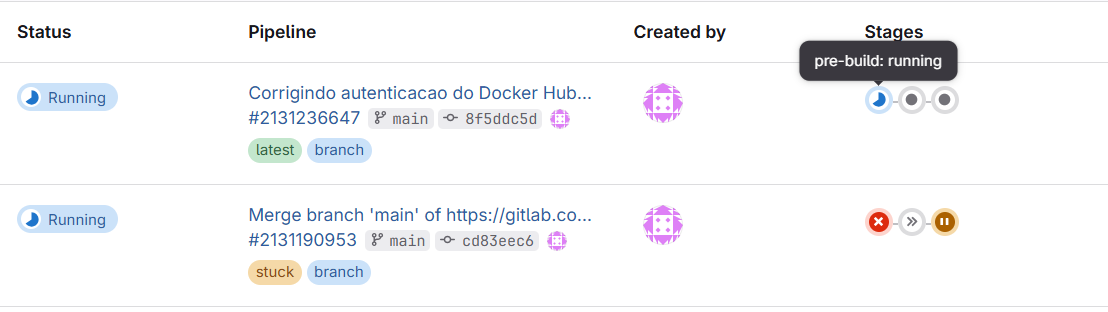 Status Pipeline Created by Stages
pre-build: running
Running
Corrigindo autenticacao do Docker Hub...
#2131236647 main 8f5ddc5d
latest branch
Running
Merge branch 'main' of https://gitlab.co...
#2131190953 main cd83eec6
stuck branch